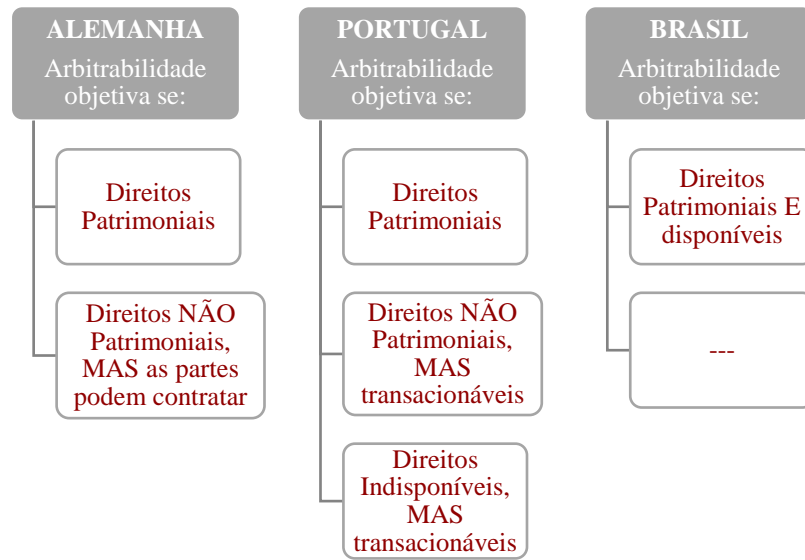 ALEMANHA
Arbitrabilidade
objetiva se:
Direitos
Patrimoniais
Direitos NÃO
Patrimoniais,
MAS as partes
podem contratar
PORTUGAL
Arbitrabilidade
objetiva se:
Direitos
Patrimoniais
Direitos NÃO
Patrimoniais,
MAS
transacionáveis
Direitos
Indisponíveis,
MAS
transacionáveis
BRASIL
Arbitrabilidade
objetiva se:
Direitos
Patrimoniais E
disponíveis
---